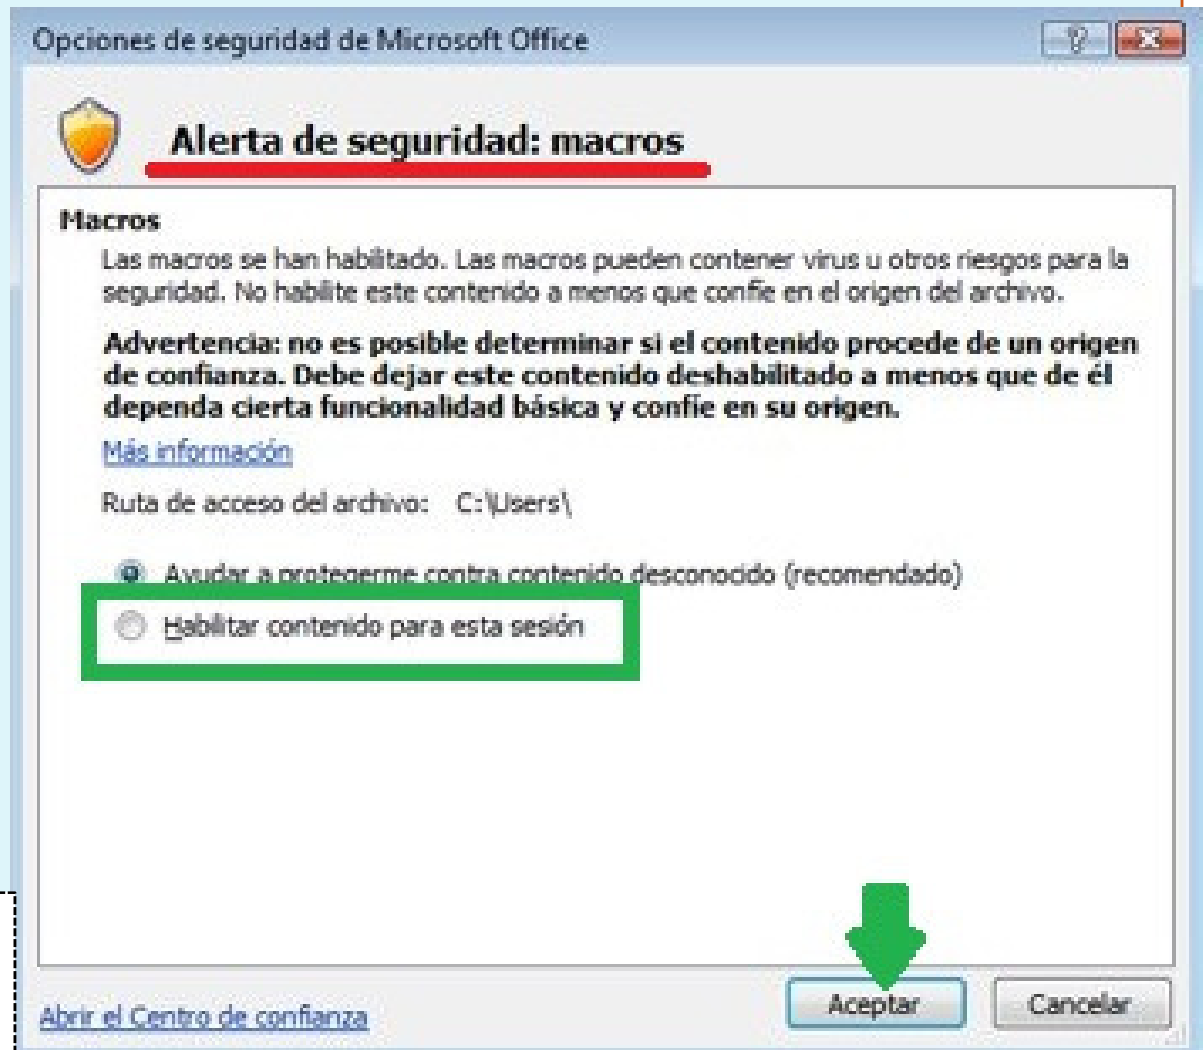 Opciones de seguridad de Microsoft Office
Alerta de seguridad: macros
Macros
Las macros se han habilitado. Las macros pueden contener virus u otros riesgos para la
seguridad. No habilite este contenido a menos que confíe en el origen del archivo.
Advertencia: no es posible determinar si el contenido procede de un origen
de confianza. Debe dejar este contenido deshabilitado a menos que de él
dependa cierta funcionalidad básica y confíe en su origen.
Más información
Ruta de acceso del archivo: C:\Users\
Ayudar a protegerme contra contenido desconocido (recomendado)
Habilitar contenido para esta sesión
Abrir el Centro de confianza
Aceptar
Cancelar